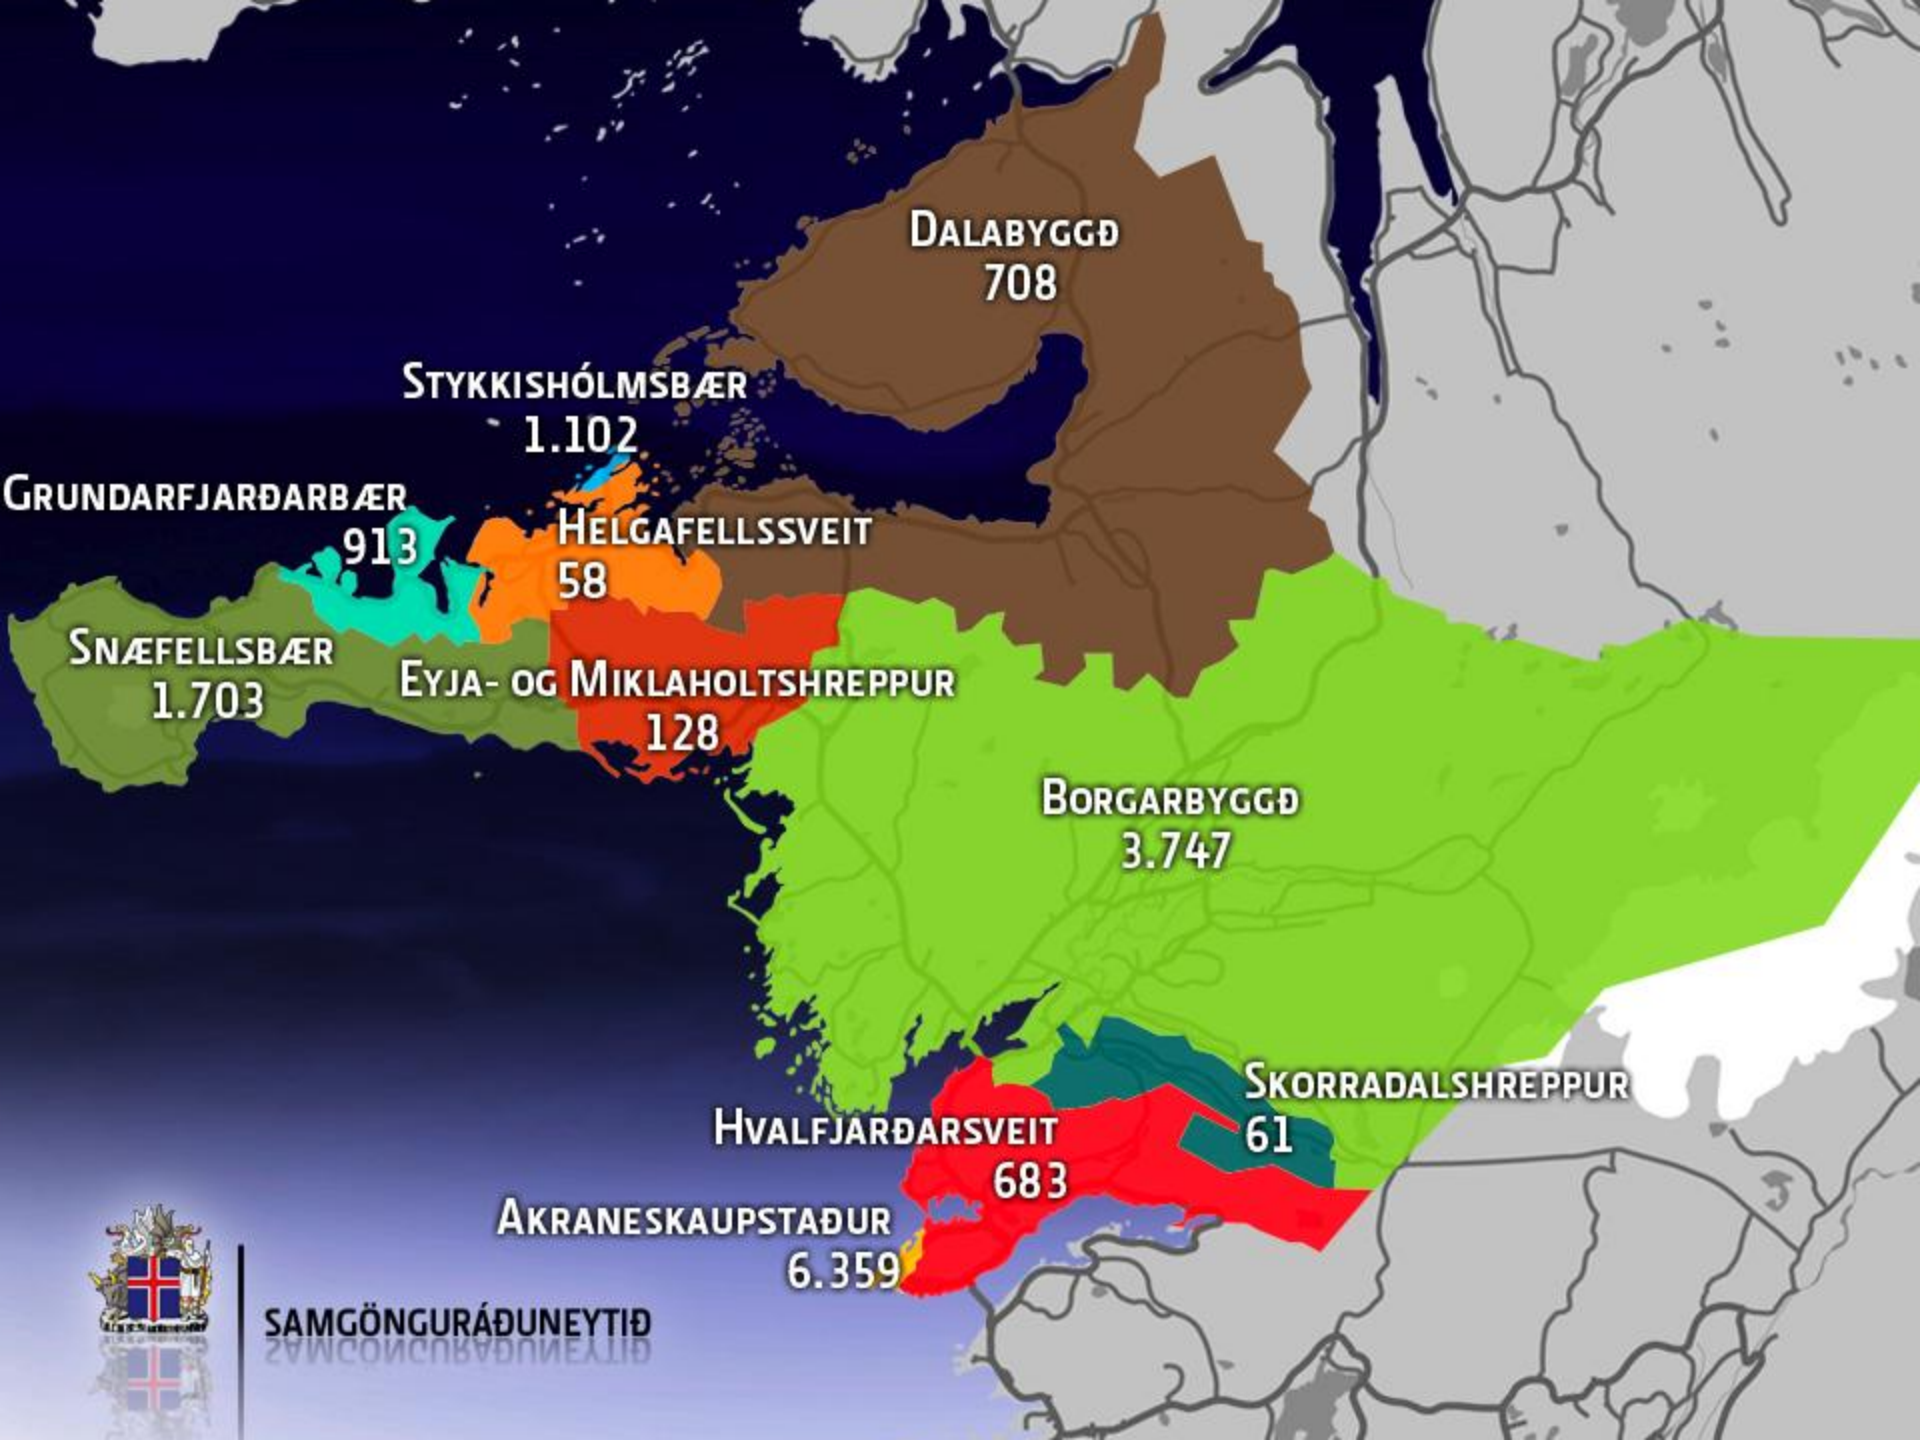 Dalabyggð
708
Stykkishólmsbær
1.102
Grundarfjarðarbær
913
Helgafellssveit
58
Snæfellsbær
1.703
Eyja- og Miklaholtshreppur
128
Borgarbyggð
3.747
Skorradalshreppur
61
Hvalfjarðarsveit
683
Akraneskaupstaður
6.359
SAMGÖNGURÁÐUNEYTIÐ